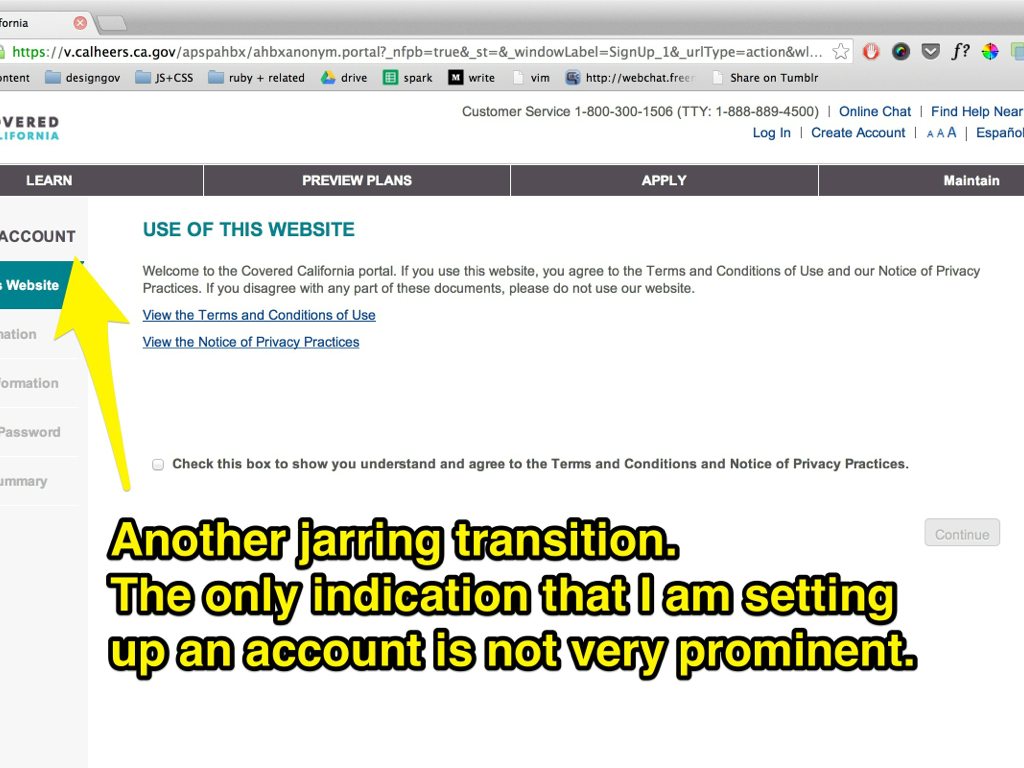 fornia
https://v.calheers.ca.gov/apspahbx/ahbxanonym.portal?_nfpb=true&_st=&_windowLabel=SignUp_1&_urlType=action&wl...
f?
ontent designgov JS+CSS ruby + related drive spark M write vim http://webchat.freen Share on Tumblr
OVERED
LIFORNIA
Customer Service 1-800-300-1506 (TTY: 1-888-889-4500) | Online Chat | Find Help Near
Log In | Create Account | A A A | Español
LEARN PREVIEW PLANS APPLY Maintain
ACCOUNT
s Website
mation
formation
Password
ummary
USE OF THIS WEBSITE
Welcome to the Covered California portal. If you use this website, you agree to the Terms and Conditions of Use and our Notice of Privacy
Practices. If you disagree with any part of these documents, please do not use our website.
View the Terms and Conditions of Use
View the Notice of Privacy Practices
Check this box to show you understand and agree to the Terms and Conditions and Notice of Privacy Practices.
Continue
Another jarring transition.
The only indication that I am setting
up an account is not very prominent.